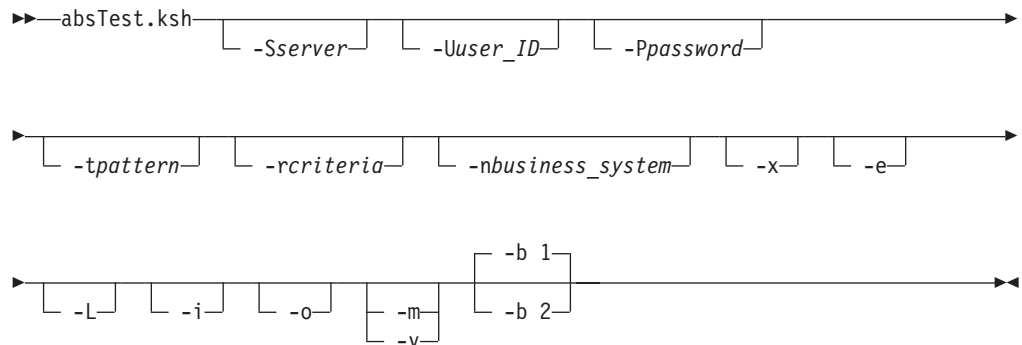 absTest.ksh -Sserver -Uuser_ID -Ppassword
-tpattern -rcriteria -nbusiness_system -x -e
-b 1
-L -i -o -m -b 2
-v